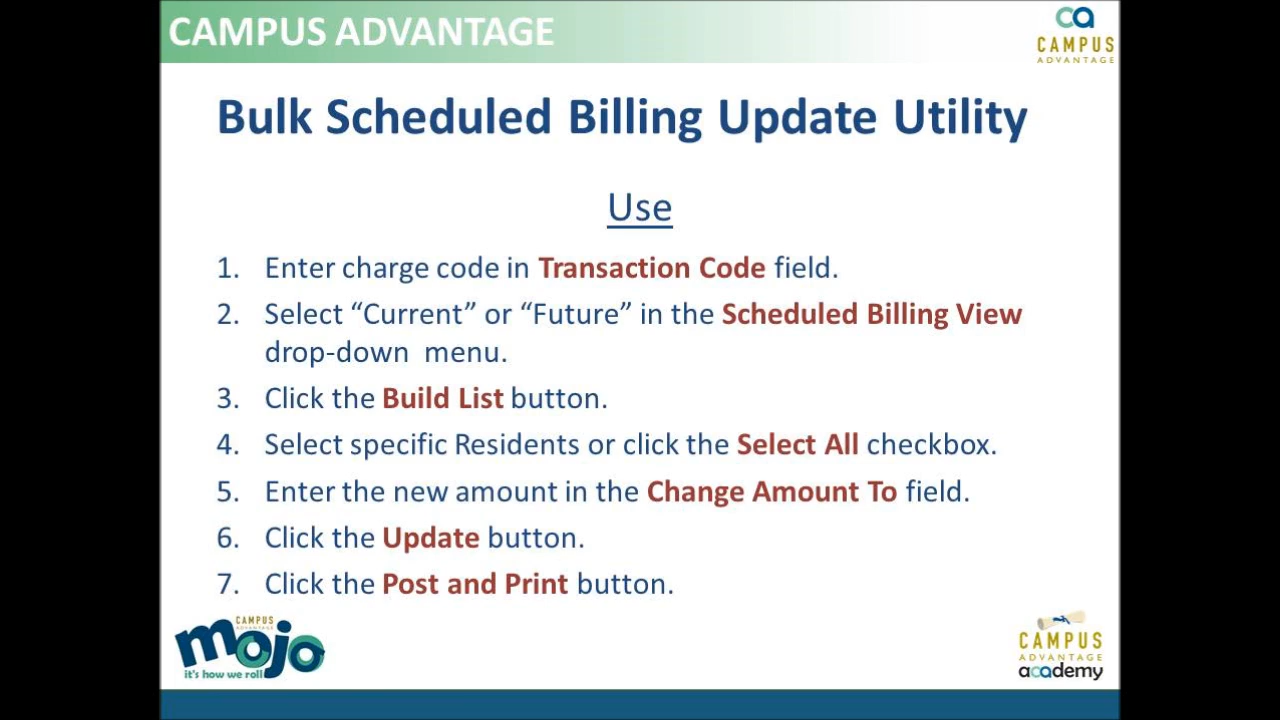 CAMPUS ADVANTAGE
ca
CAMPUS
ADVANTAGE
Bulk Scheduled Billing Update Utility
Use
1. Enter charge code in Transaction Code field.
2. Select “Current” or “Future” in the Scheduled Billing View
drop-down menu.
3. Click the Build List button.
4. Select specific Residents or click the Select All checkbox.
5. Enter the new amount in the Change Amount To field.
6. Click the Update button.
7. Click the Post and Print button.
CAMPUS
ADVANTAGE
mojo
it's how we roll
CAMPUS
ADVANTAGE
academy